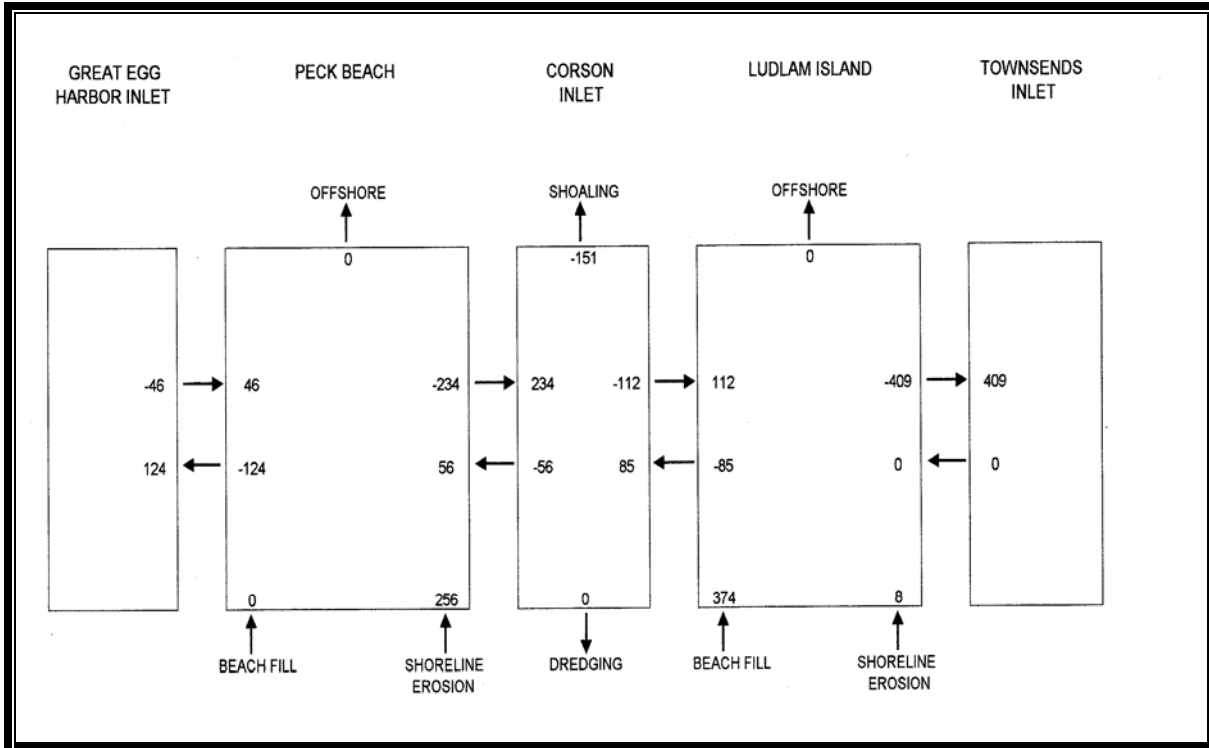 GREAT EGG
HARBOR INLET
PECK BEACH
CORSON
INLET
LUDLAM ISLAND
TOWNSENDS
INLET
OFFSHORE
SHOALING
OFFSHORE
0
-151
0
-46
46
-234
234
-112
112
-409
409
124
-124
56
-56
85
-85
0
0
0
256
0
374
8
BEACH FILL
SHORELINE
EROSION
DREDGING
BEACH FILL
SHORELINE
EROSION